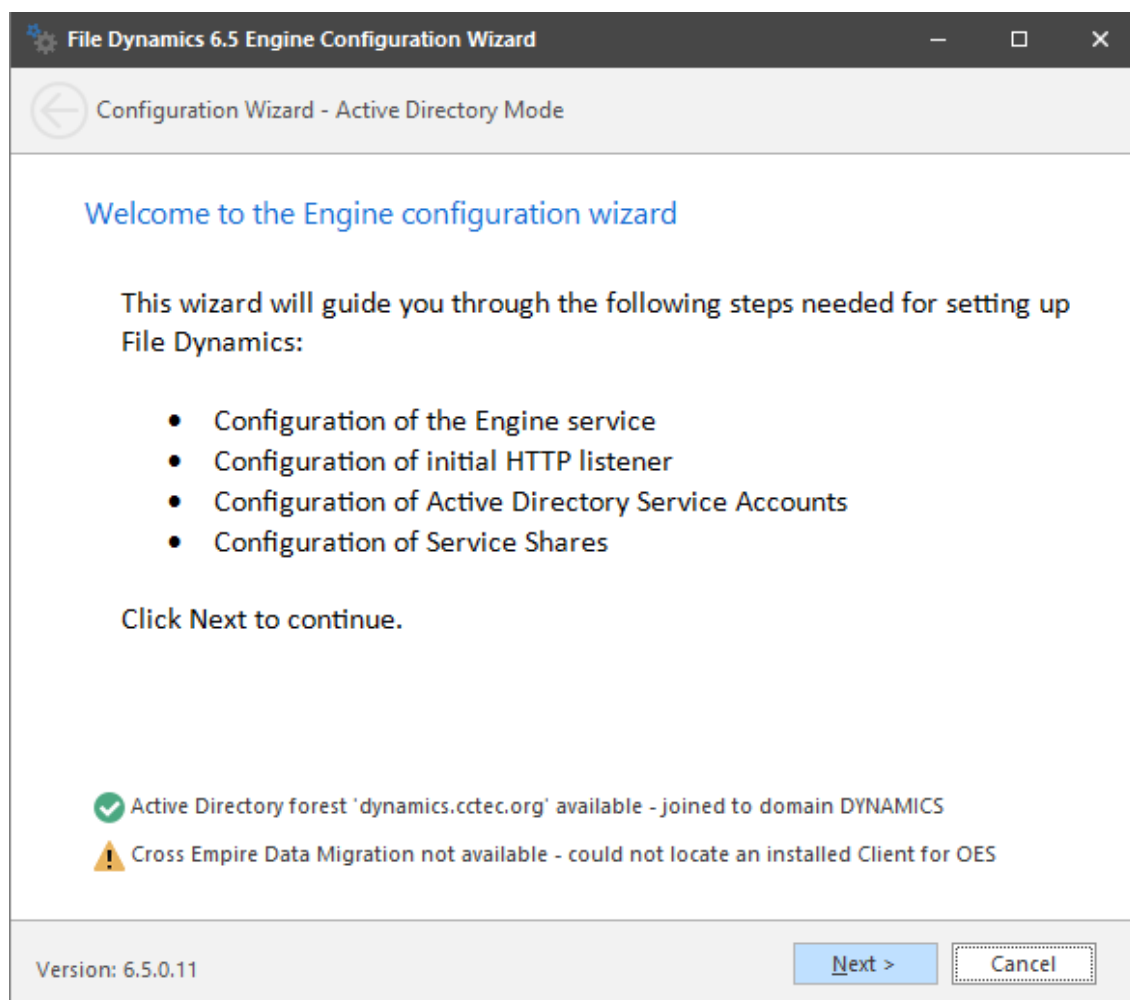 File Dynamics 6.5 Engine Configuration Wizard
Configuration Wizard - Active Directory Mode
Welcome to the Engine configuration wizard
This wizard will guide you through the following steps needed for setting up
File Dynamics:
• Configuration of the Engine service
• Configuration of initial HTTP listener
• Configuration of Active Directory Service Accounts
• Configuration of Service Shares
Click Next to continue.
Active Directory forest 'dynamics.cctec.org' available - joined to domain DYNAMICS
Cross Empire Data Migration not available - could not locate an installed Client for OES
Version: 6.5.0.11
Next >
Cancel